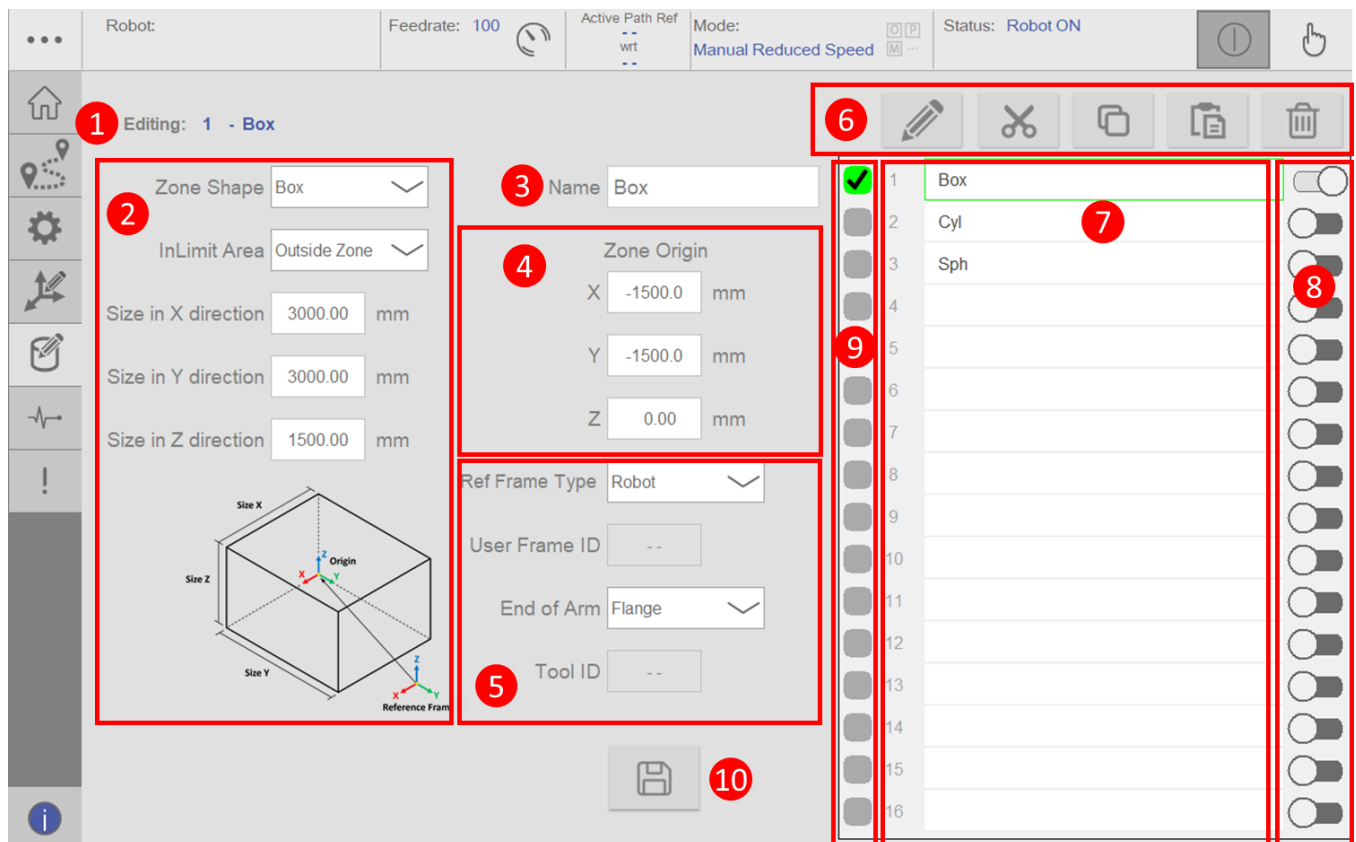 Robot:
Feedrate: 100
Active Path Ref
- -
wrt
- -
Mode:
Manual Reduced Speed
O P
M ...
Status: Robot ON
1
Editing: 1 - Box
6
2
Zone Shape Box
InLimit Area Outside Zone
Size in X direction 3000.00 mm
Size in Y direction 3000.00 mm
Size in Z direction 1500.00 mm
Size X
Size Z
Size Y
Z
Origin
X
Y
Z
X
Y
Reference Fram
3
Name Box
4
Zone Origin
X -1500.0 mm
Y -1500.0 mm
Z 0.00 mm
Ref Frame Type Robot
User Frame ID - -
End of Arm Flange
Tool ID - -
5
10
1 Box
2 Cyl
3 Sph
4
5
6
7
8
9
10
11
12
13
14
15
16
7
8
9
i